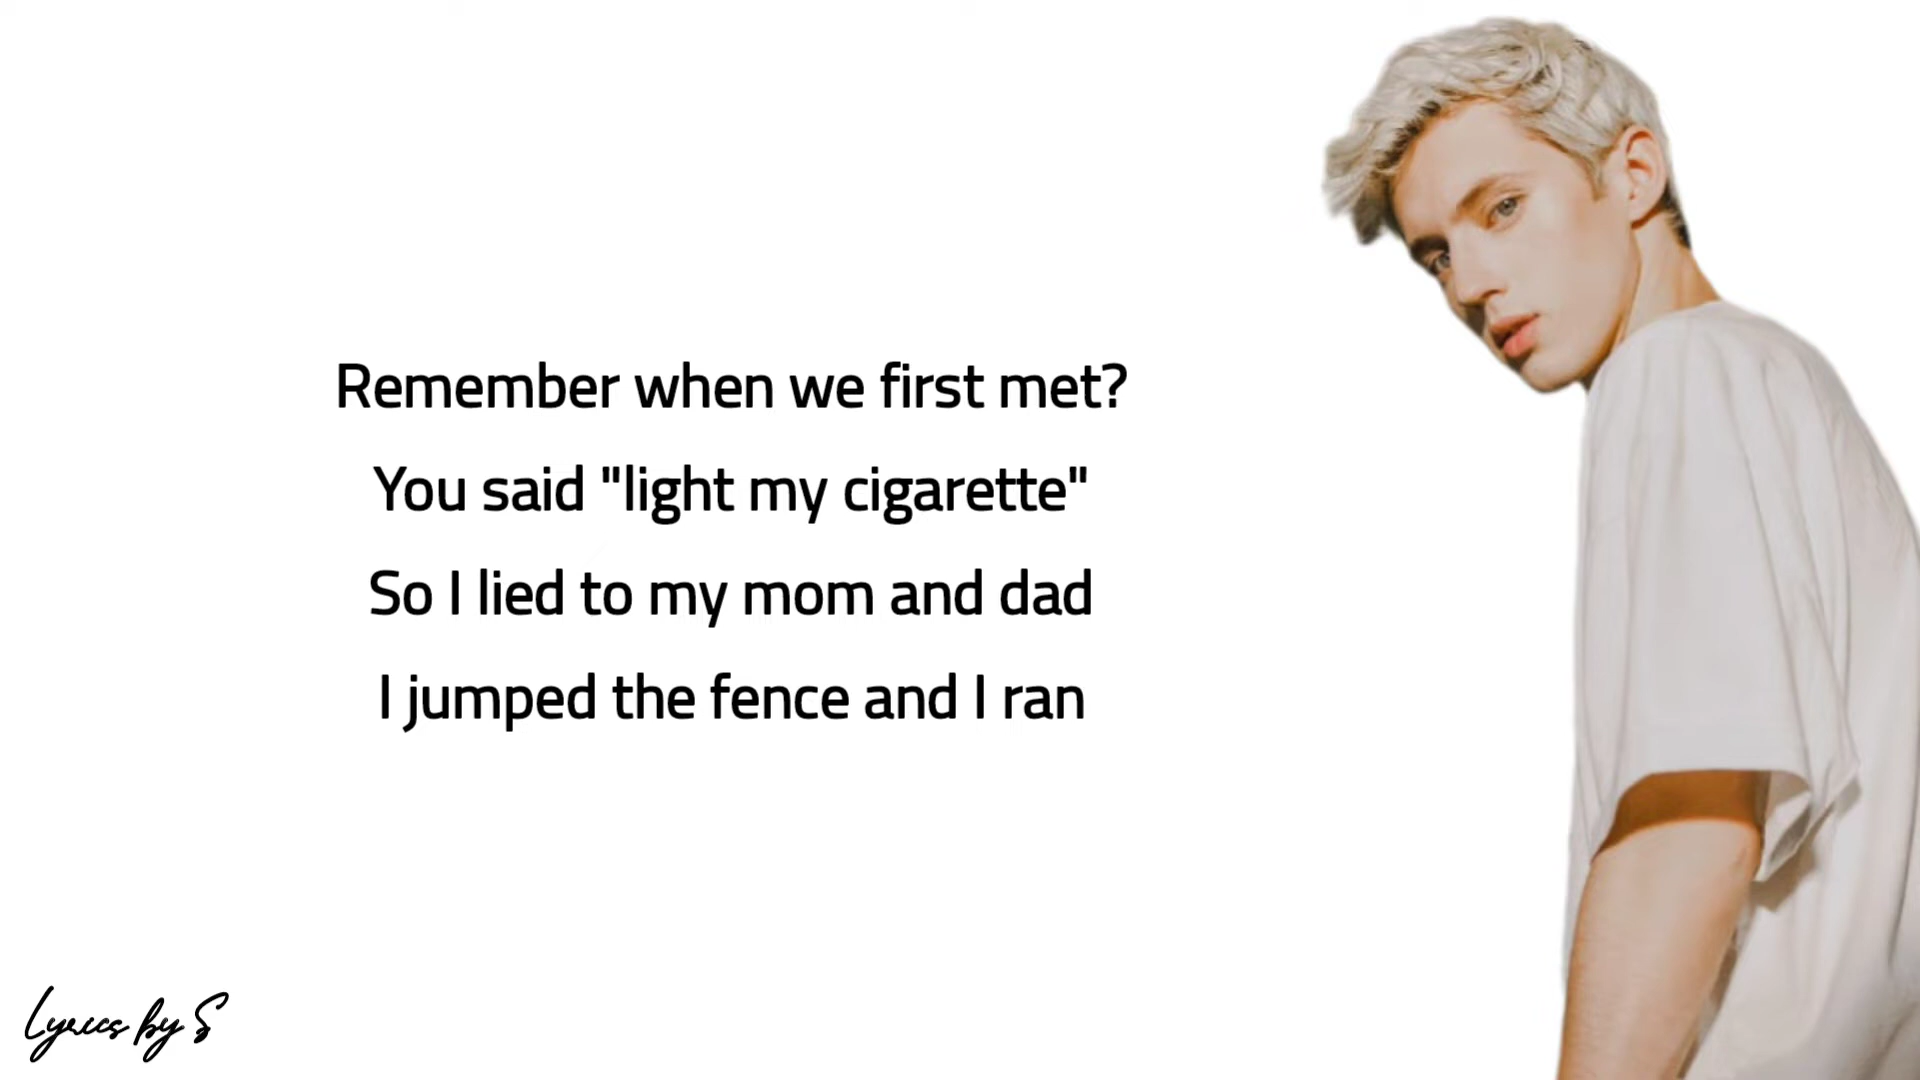 Remember when we first met?
You said "light my cigarette"
So I lied to my mom and dad
I jumped the fence and I ran
Lyrics by S